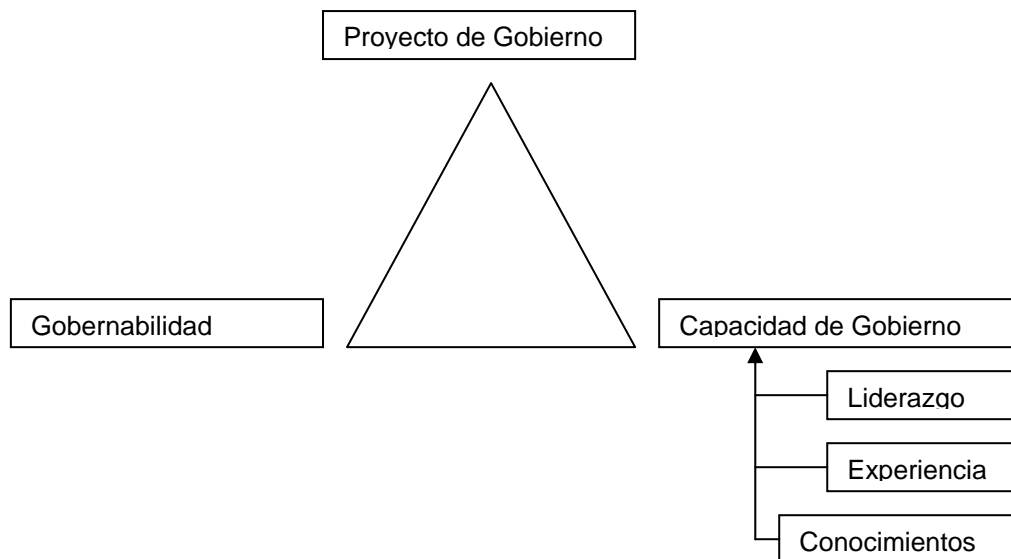 Proyecto de Gobierno
Gobernabilidad
Capacidad de Gobierno
Liderazgo
Experiencia
Conocimientos